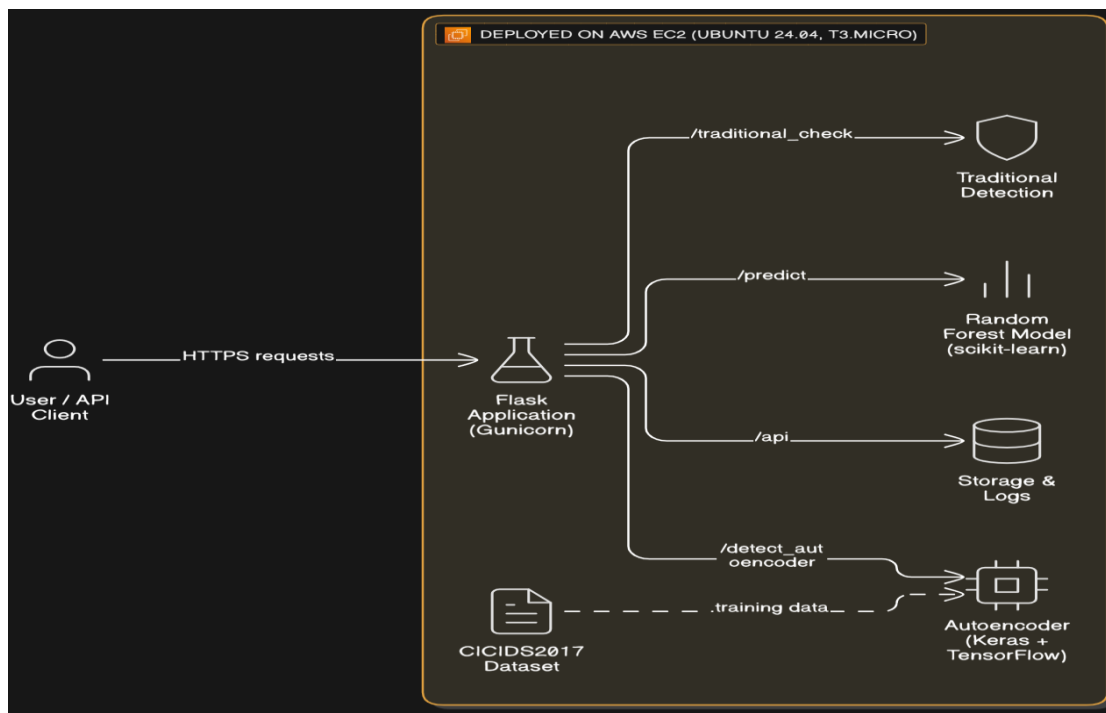 DEPLOYED ON AWS EC2 (UBUNTU 24.04, T3.MICRO)
/traditional_check
Traditional
Detection
/predict
Random
Forest Model
(scikit-learn)
HTTPS requests
User / API
Client
Flask
Application
(Gunicorn)
/api
Storage &
Logs
/detect_aut
oencoder
training data
CICIDS2017
Dataset
Autoencoder
(Keras +
TensorFlow)